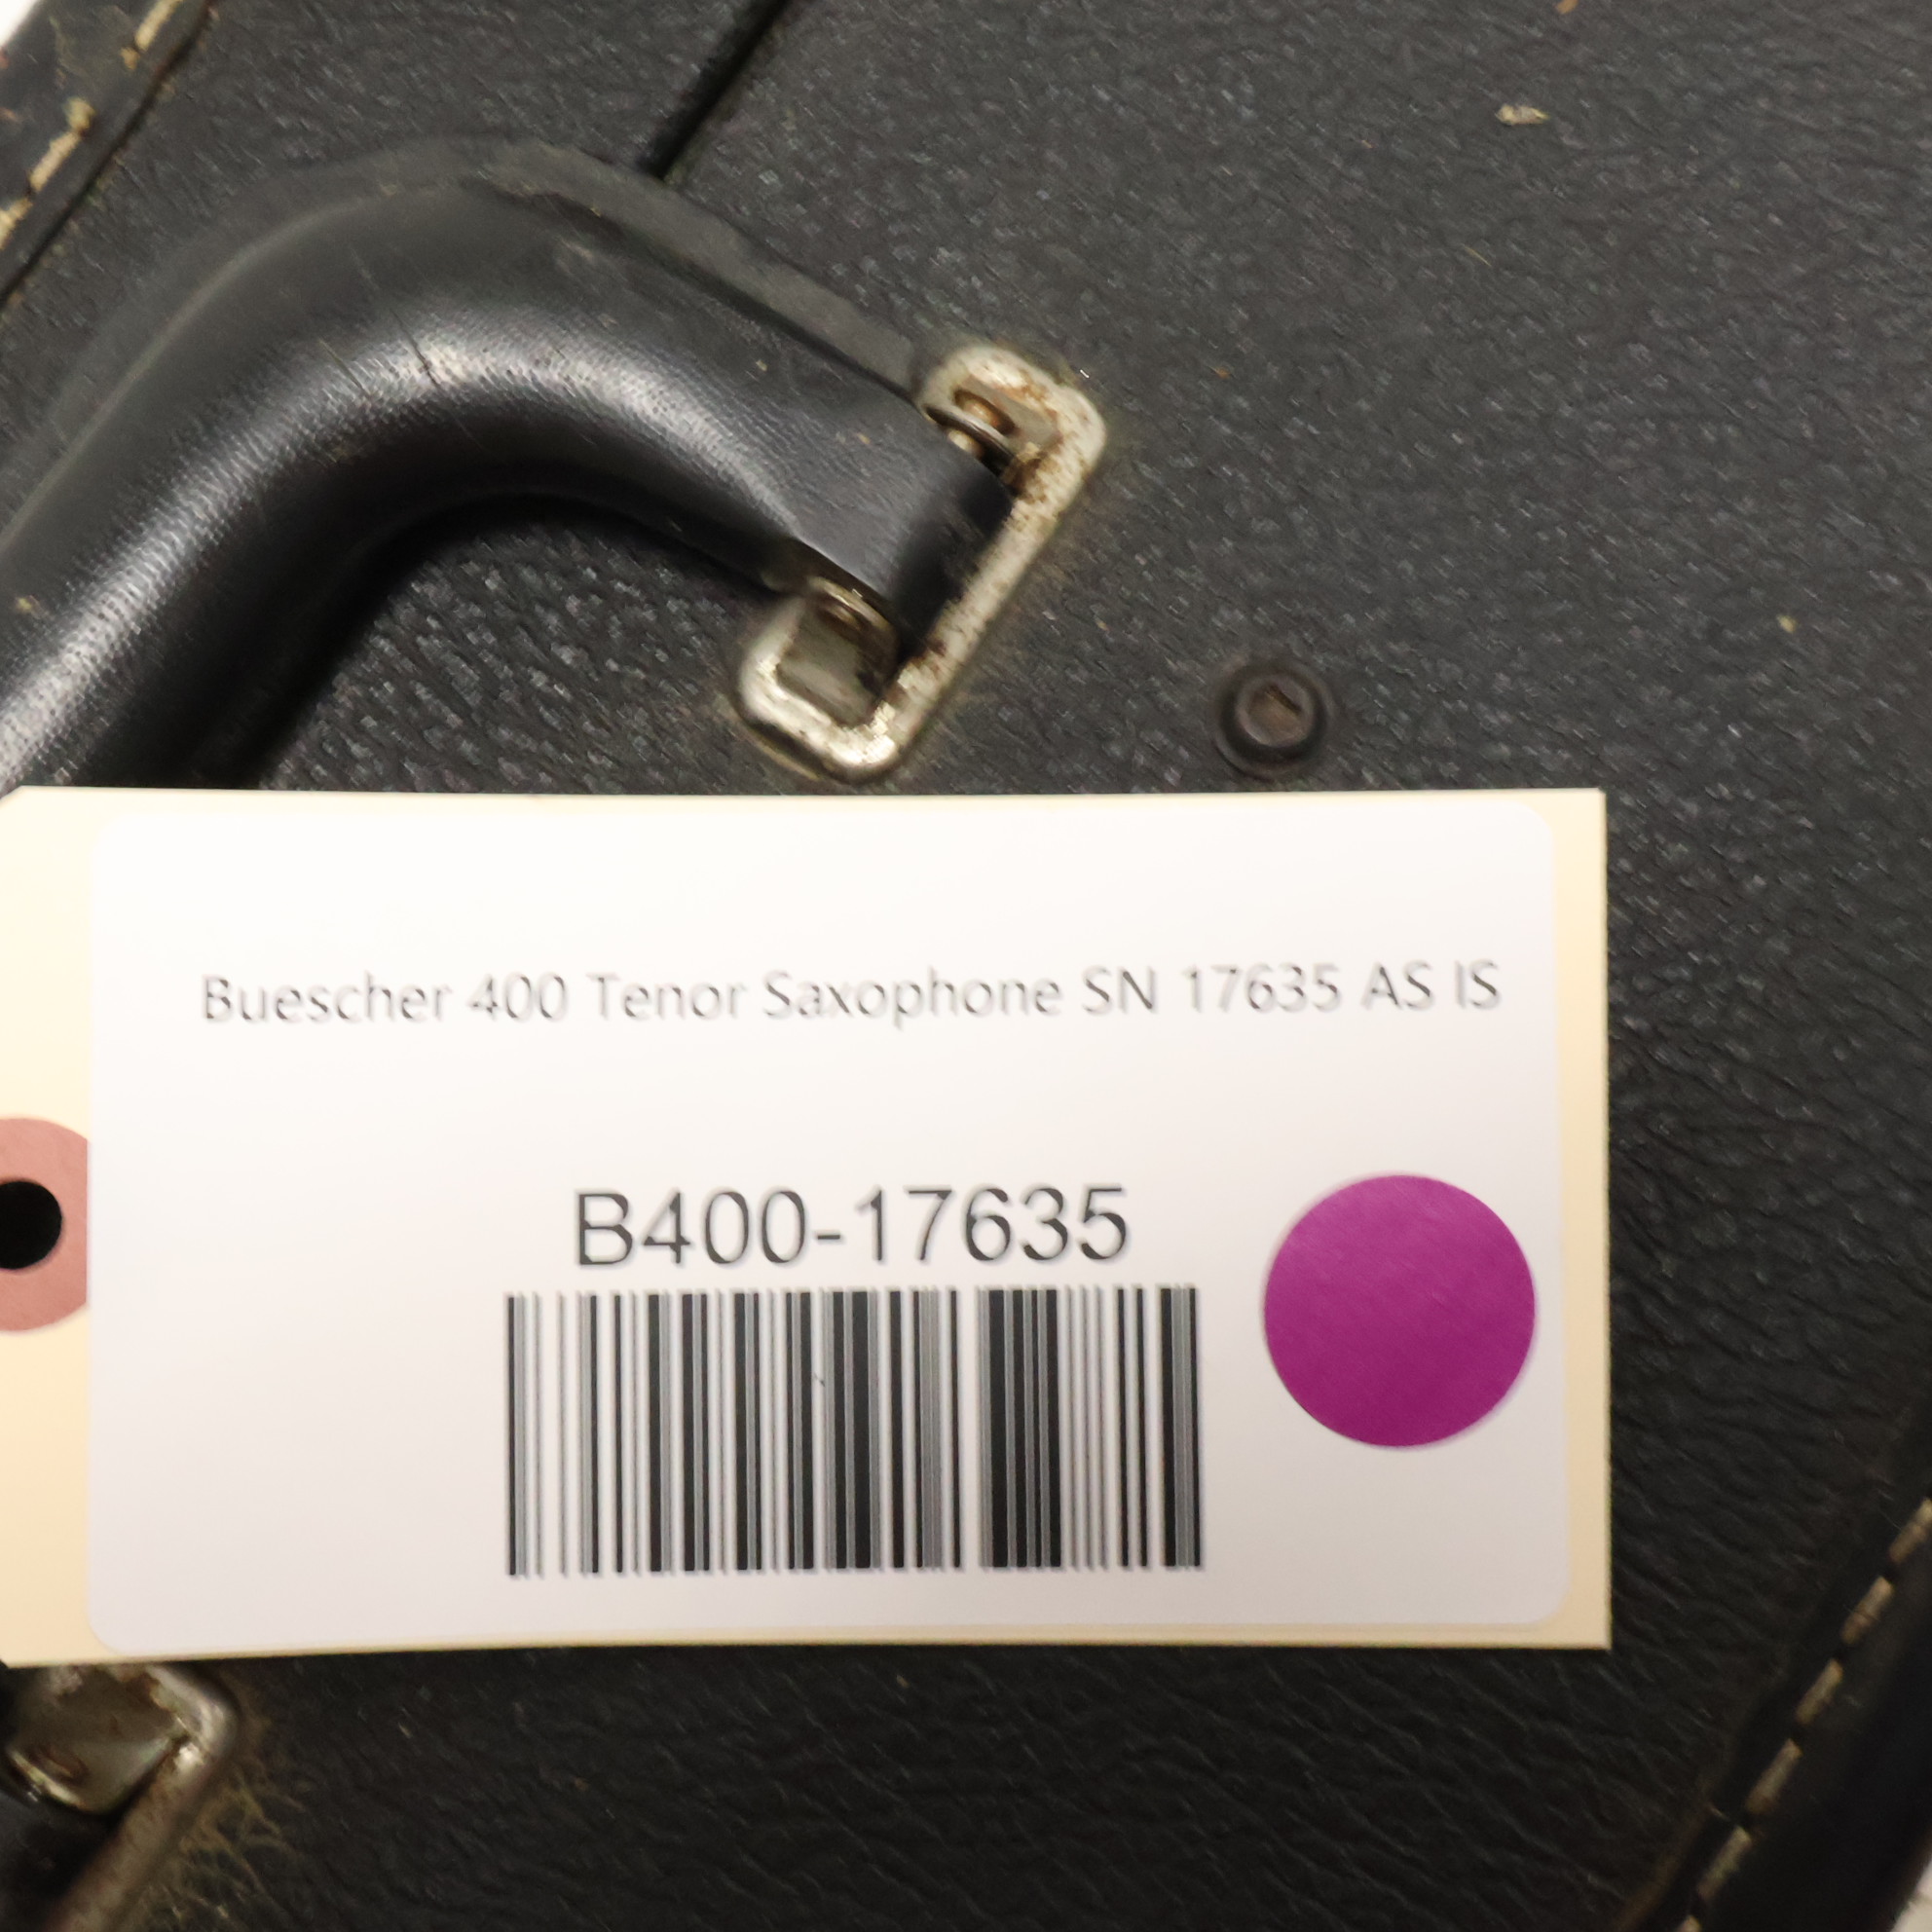 Buescher 400 Tenor Saxophone SN 17635 AS IS
B400-17635